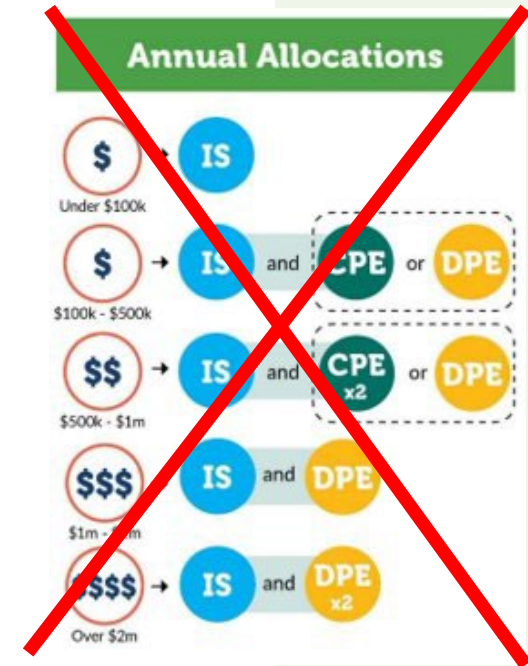 Annual Allocations
$ IS
Under $100k
$ IS and CPE or DPE
$100k - $500k
$$ IS and CPE x2 or DPE
$500k - $1m
$$$ IS and DPE
$1m -
$$$$ IS and DPE x2
Over $2m